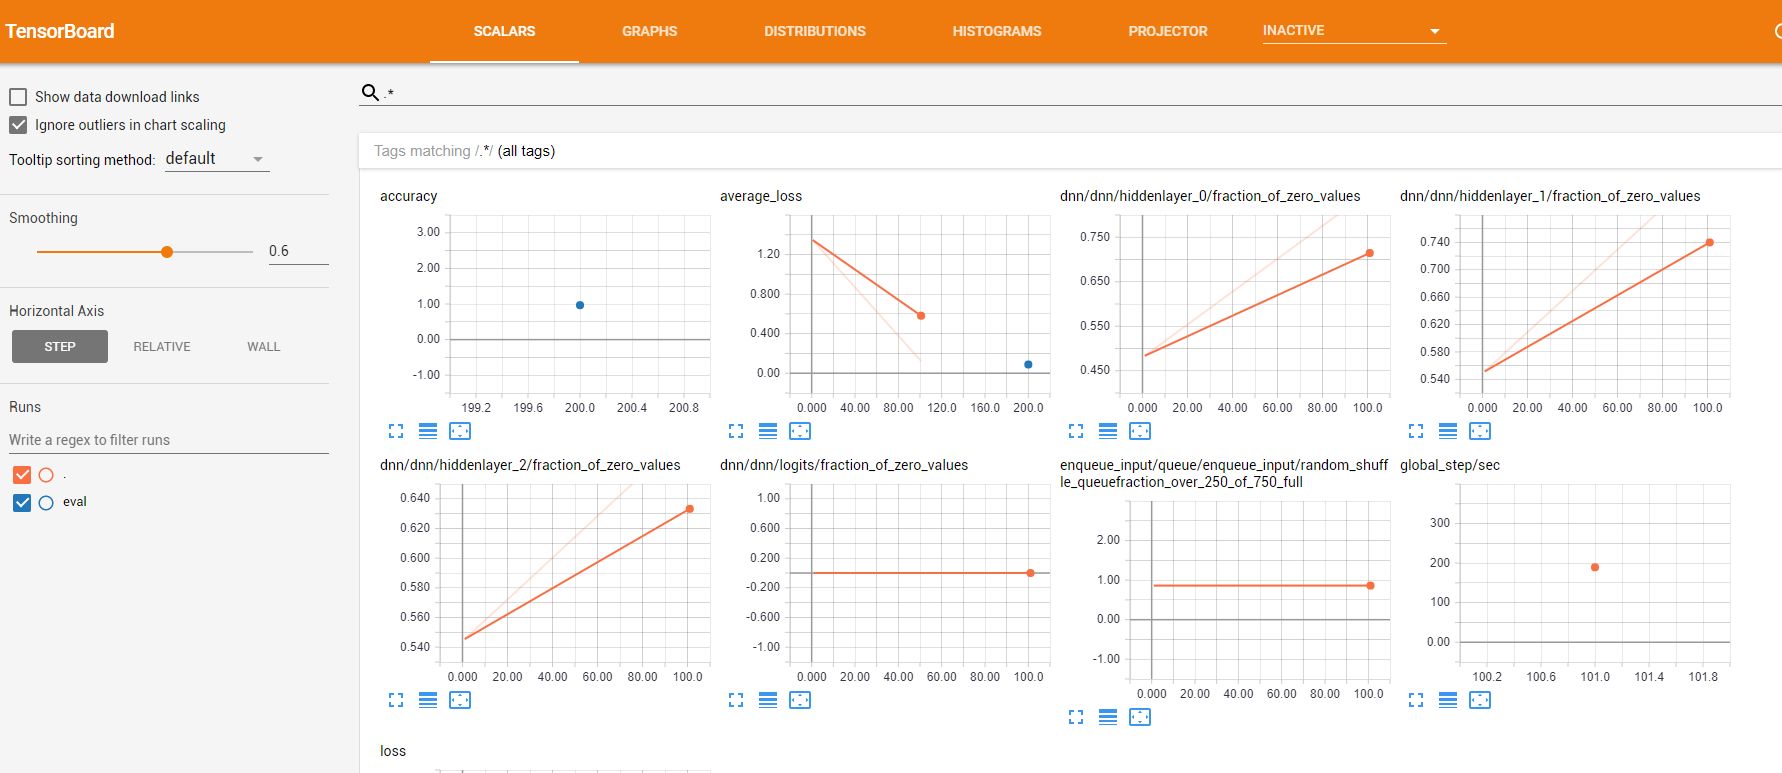 TensorBoard
SCALARS GRAPHS DISTRIBUTIONS HISTOGRAMS PROJECTOR INACTIVE
Show data download links
Ignore outliers in chart scaling
Tooltip sorting method: default
Smoothing
0.6
Horizontal Axis
STEP RELATIVE WALL
Runs
Write a regex to filter runs
.
eval
.*
Tags matching /.*/ (all tags)
accuracy
3.00
2.00
1.00
0.00
-1.00
199.2 199.6 200.0 200.4 200.8
average_loss
1.20
0.800
0.400
0.00
0.000 40.00 80.00 120.0 160.0 200.0
dnn/dnn/hiddenlayer_0/fraction_of_zero_values
0.750
0.650
0.550
0.450
0.000 20.00 40.00 60.00 80.00 100.0
dnn/dnn/hiddenlayer_1/fraction_of_zero_values
0.740
0.700
0.660
0.620
0.580
0.540
0.000 20.00 40.00 60.00 80.00 100.0
dnn/dnn/hiddenlayer_2/fraction_of_zero_values
0.640
0.620
0.600
0.580
0.560
0.540
0.000 20.00 40.00 60.00 80.00 100.0
dnn/dnn/logits/fraction_of_zero_values
1.00
0.600
0.200
-0.200
-0.600
-1.00
0.000 20.00 40.00 60.00 80.00 100.0
enqueue_input/queue/enqueue_input/random_shuff
le_queuefraction_over_250_of_750_full
2.00
1.00
0.00
-1.00
0.000 20.00 40.00 60.00 80.00 100.0
global_step/sec
300
200
100
0.00
100.2 100.6 101.0 101.4 101.8
loss